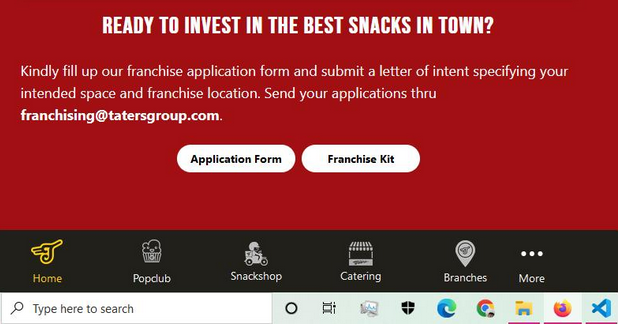 READY TO INVEST IN THE BEST SNACKS IN TOWN?
Kindly fill up our franchise application form and submit a letter of intent specifying your
intended space and franchise location. Send your applications thru
franchising@tatersgroup.com.
Application Form Franchise Kit
Home Popclub Snackshop Catering Branches More
Type here to search